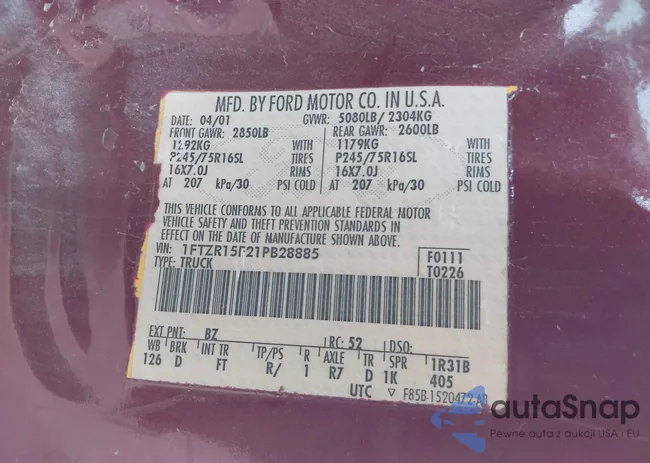 MFD. BY FORD MOTOR CO. IN U.S.A.
DATE: 04/01 GVWR: 5080LB/ 2304KG
FRONT GAWR: 2850LB REAR GAWR: 2600LB
1292KG WITH 1179KG WITH
P245/75R16SL TIRES P245/75R16SL TIRES
16X7.0J RIMS 16X7.0J RIMS
AT 207 kPa/30 PSI COLD AT 207 kPa/30 PSI COLD
THIS VEHICLE CONFORMS TO ALL APPLICABLE FEDERAL MOTOR
VEHICLE SAFETY AND THEFT PREVENTION STANDARDS IN
EFFECT ON THE DATE OF MANUFACTURE SHOWN ABOVE.
VIN: 1FTZR15E21PB28885 F0111
TYPE: TRUCK T0226
EXT PNT: BZ RC: 52 DSO:
WB BRK INT TR TP/PS R AXLE TR SPR 1R31B
126 D FT R/ 1 R7 D 1K 405
UTC ▽ F85B-1520472-AB
autoSnap
Pewne auta z aukcji USA i EU